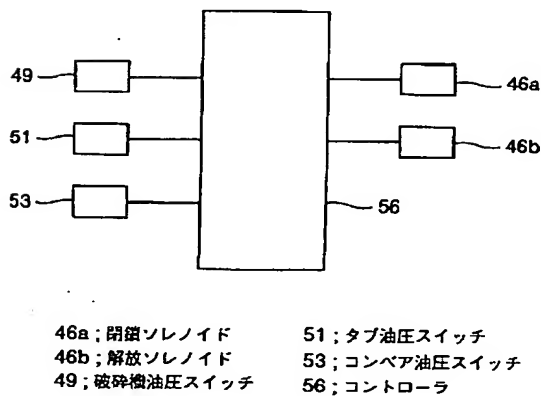 49
46a
51
46b
53
56
46a ; 閉鎖ソレノイド 51 ; タブ油圧スイッチ
46b ; 解放ソレノイド 53 ; コンベア油圧スイッチ
49 ; 破砕機油圧スイッチ 56 ; コントローラ